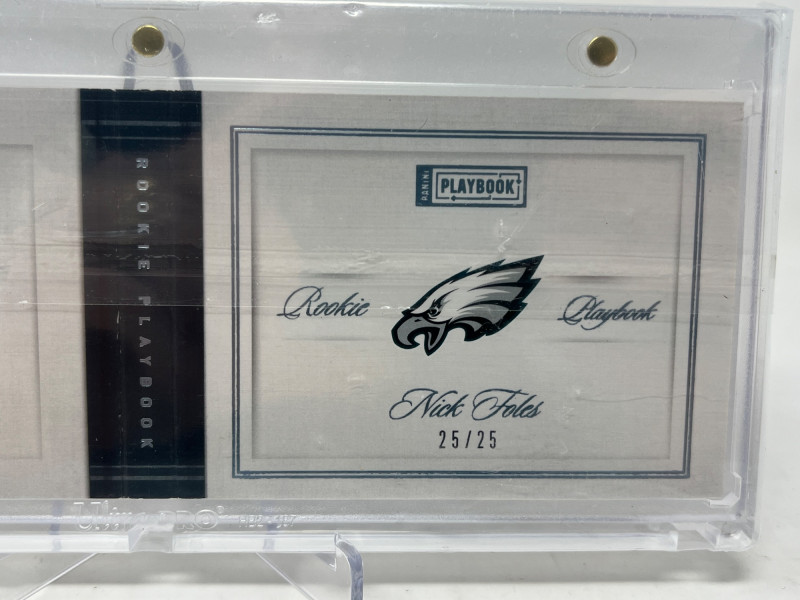 ROOKIE PLAYBOOK
PANINI
PLAYBOOK
Rookie
Playbook
Nick Foles
25/25
Ultra PRO®